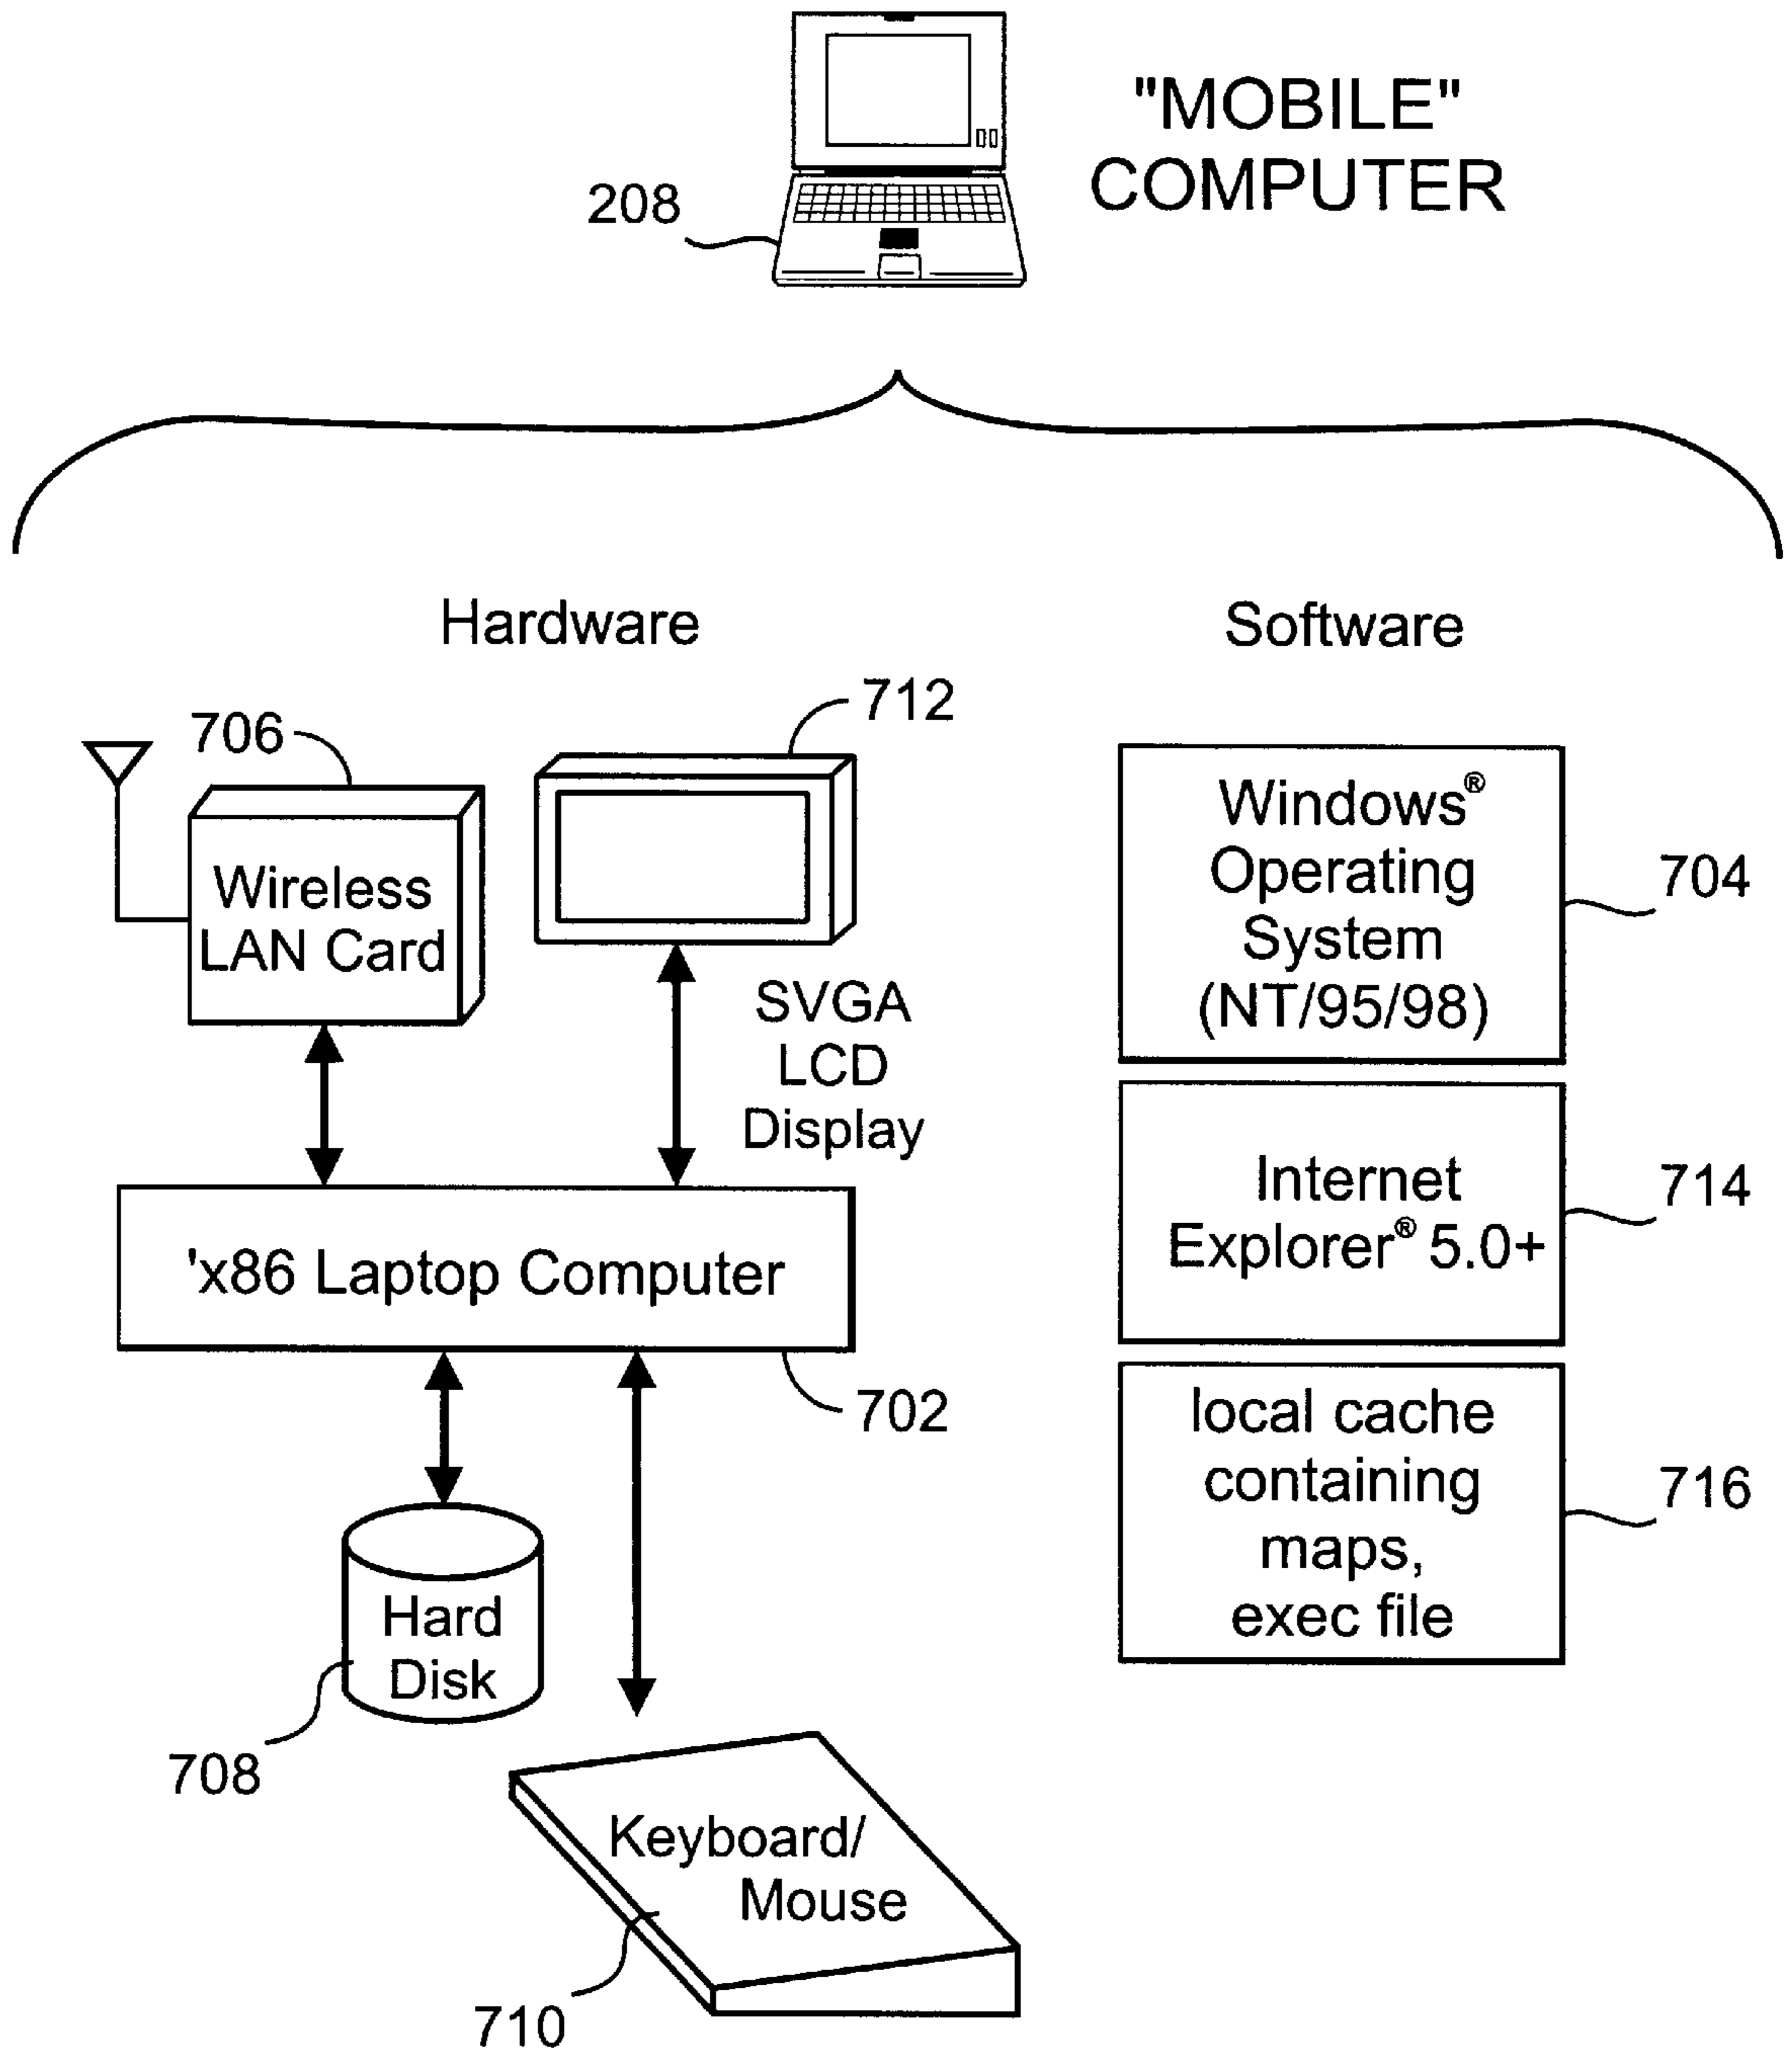 "MOBILE"
COMPUTER
208
Hardware
Software
706
712
Wireless
LAN Card
SVGA
LCD
Display
'x86 Laptop Computer
702
Hard
Disk
708
Keyboard/
Mouse
710
Windows®
Operating
System
(NT/95/98)
704
Internet
Explorer® 5.0+
714
local cache
containing
maps,
exec file
716